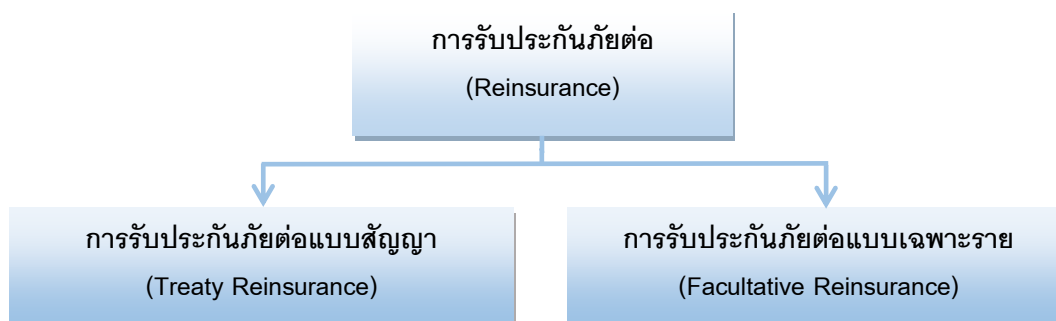 การรับประกันภัยต่อ
(Reinsurance)
การรับประกันภัยต่อแบบสัญญา
(Treaty Reinsurance)
การรับประกันภัยต่อแบบเฉพาะราย
(Facultative Reinsurance)